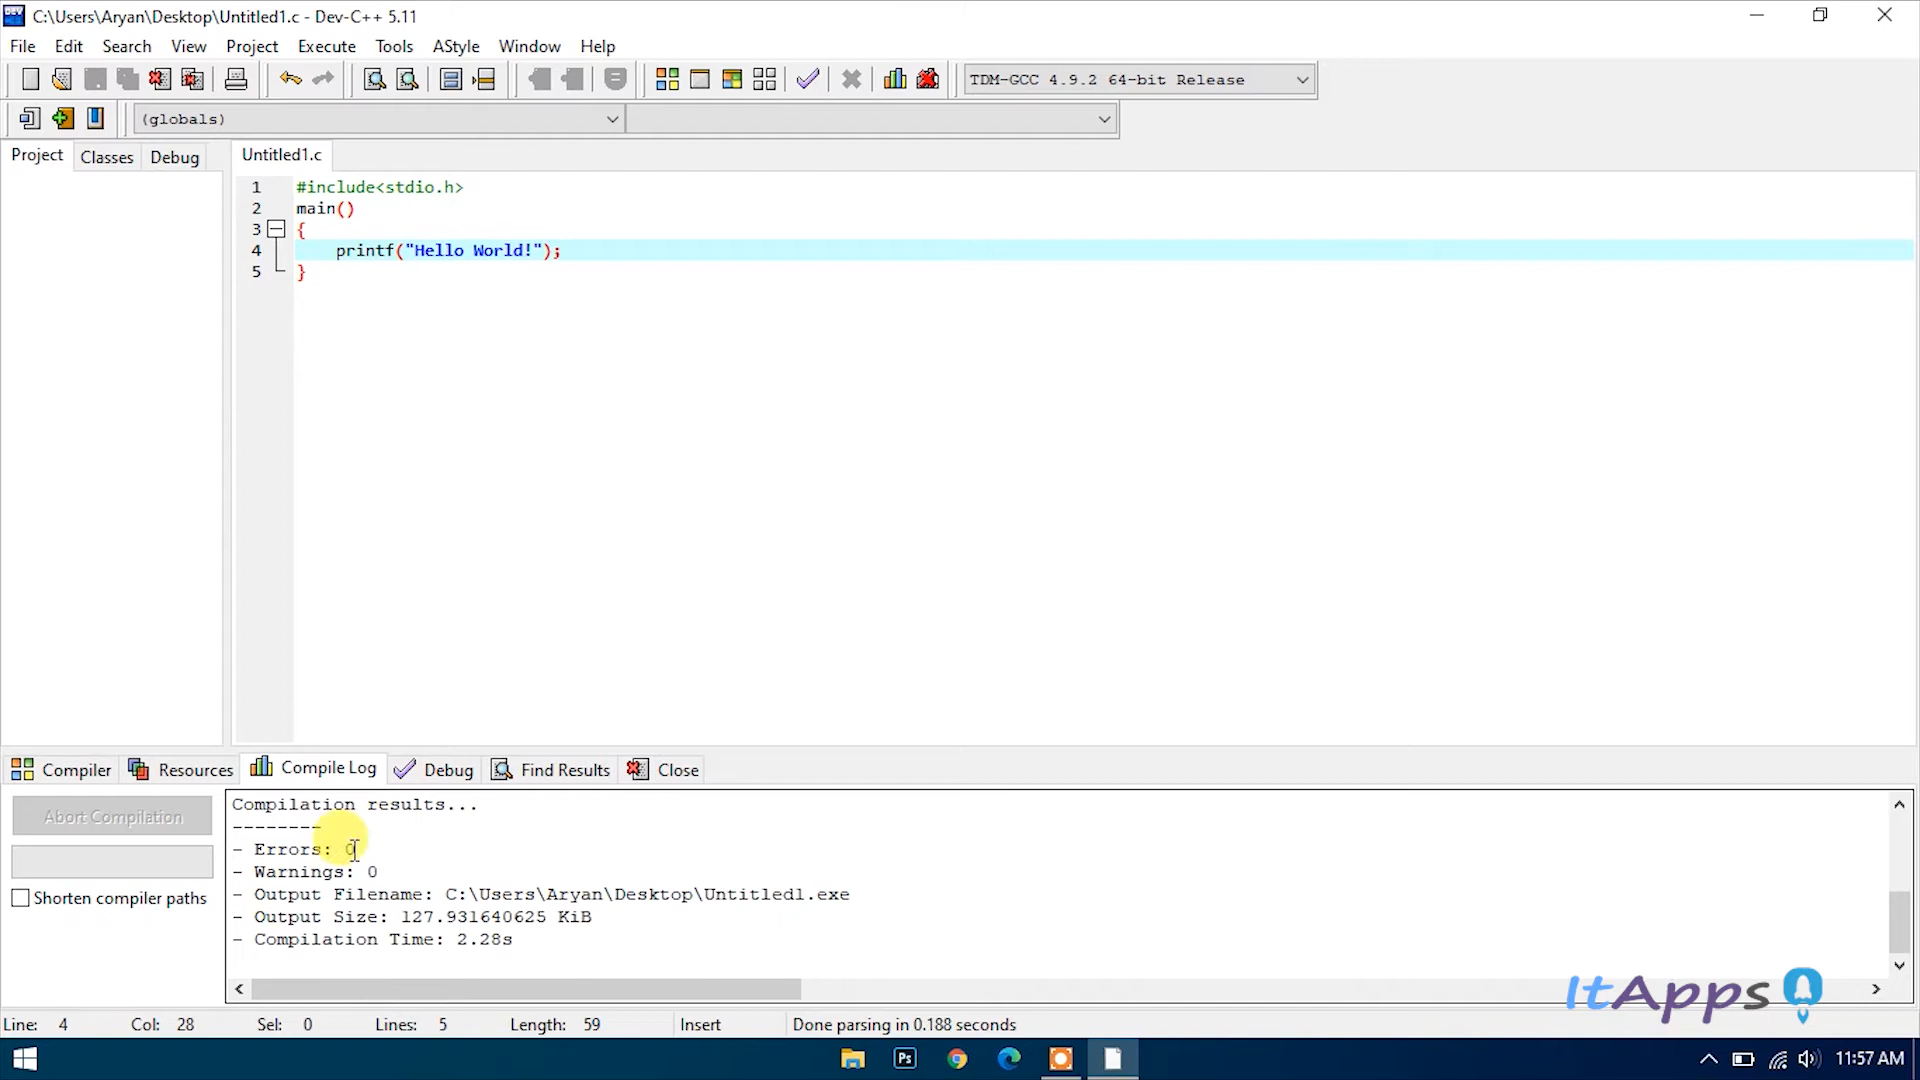 C:\Users\Aryan\Desktop\Untitled1.c - Dev-C++ 5.11
File Edit Search View Project Execute Tools AStyle Window Help
TDM-GCC 4.9.2 64-bit Release
(globals)
Project Classes Debug Untitled1.c
1 #include<stdio.h>
2 main()
3 {
4 printf("Hello World!");
5 }
Compiler Resources Compile Log Debug Find Results Close
Abort Compilation
Shorten compiler paths
Compilation results...
--------
- Errors: 0
- Warnings: 0
- Output Filename: C:\Users\Aryan\Desktop\Untitled1.exe
- Output Size: 127.931640625 KiB
- Compilation Time: 2.28s
ItApps
Line: 4 Col: 28 Sel: 0 Lines: 5 Length: 59 Insert Done parsing in 0.188 seconds
Ps
11:57 AM